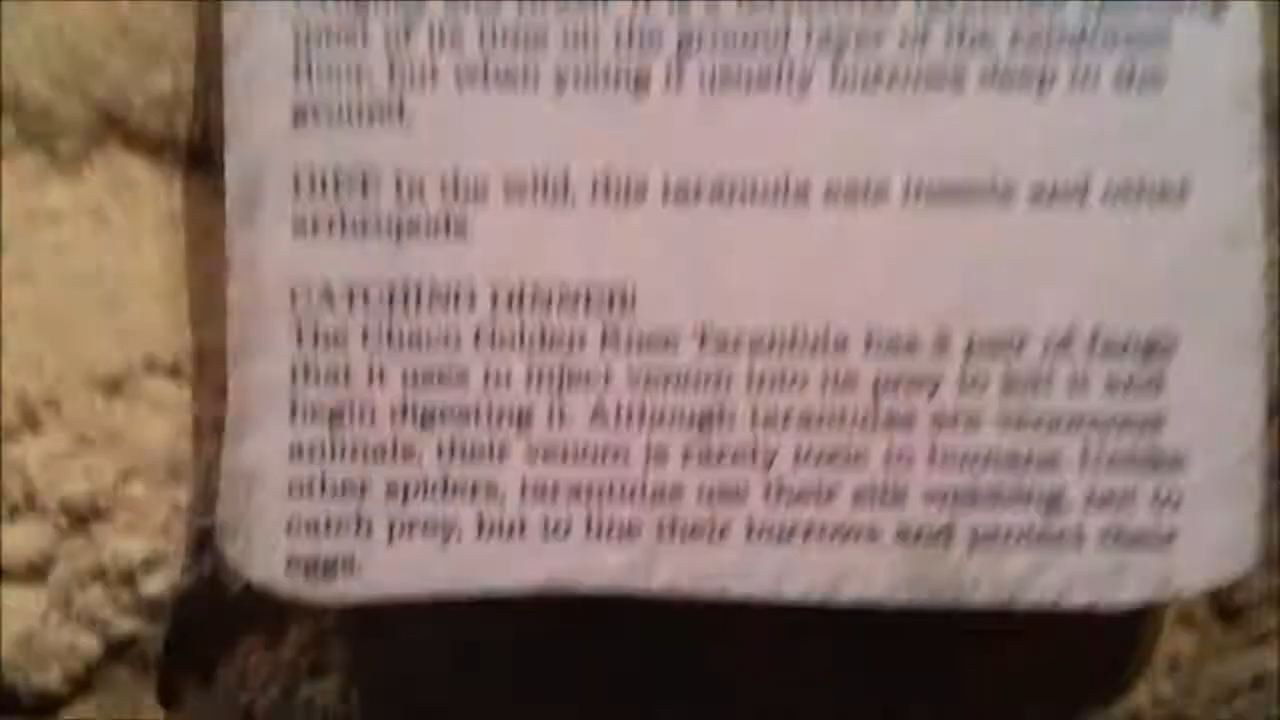 most of its time on the ground layer of the rainforest
floor, but when young it usually burrows deep in the
ground.
DIET: In the wild, this tarantula eats insects and other
arthropods.
CATCHING DINNER!
The Chaco Golden Knee Tarantula has a pair of fangs
that it uses to inject venom into its prey to kill it and
begin digesting it. Although tarantulas are venomous
animals, their venom is rarely toxic to humans. Unlike
other spiders, tarantulas use their silk spinning, not to
catch prey, but to line their burrows and protect their
eggs.